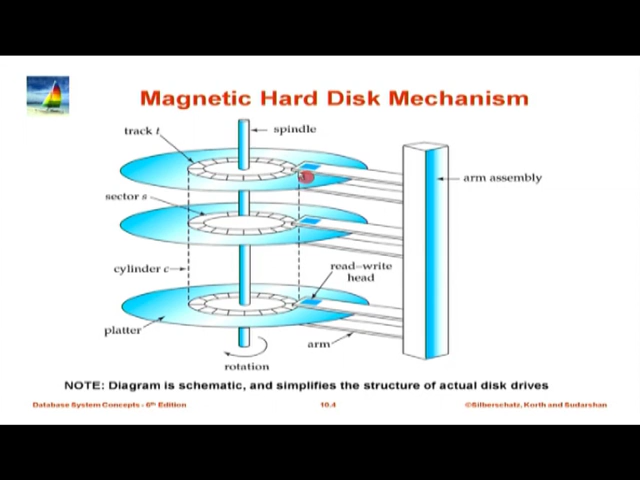 Magnetic Hard Disk Mechanism
track t
spindle
arm assembly
sector s
cylinder c
read–write
head
platter
arm
rotation
NOTE: Diagram is schematic, and simplifies the structure of actual disk drives
Database System Concepts - 6th Edition
10.4
©Silberschatz, Korth and Sudarshan